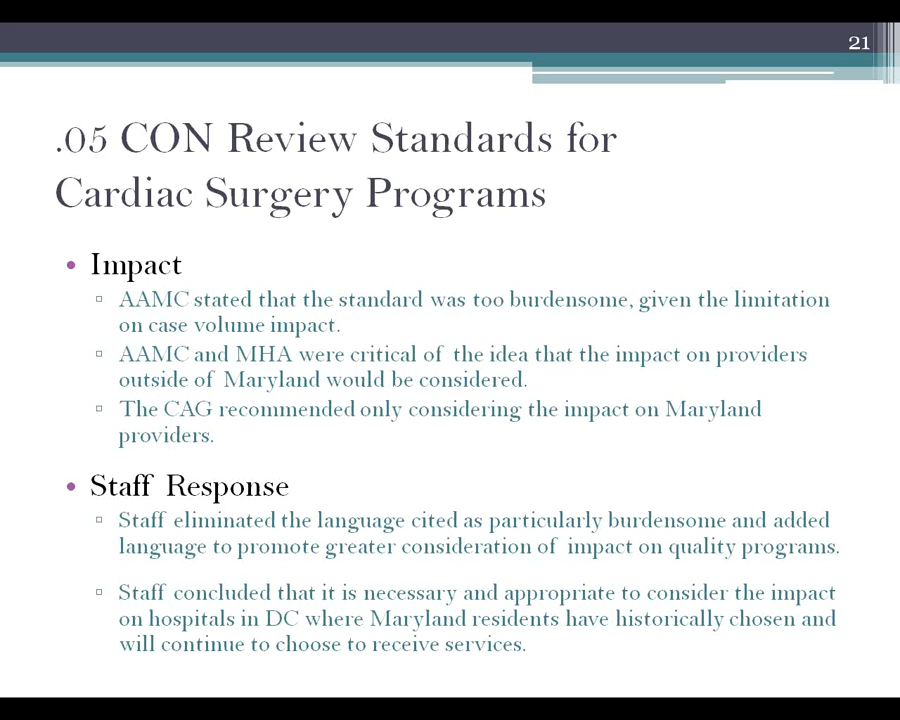 21
.05 CON Review Standards for
Cardiac Surgery Programs
• Impact
▫ AAMC stated that the standard was too burdensome, given the limitation
on case volume impact.
▫ AAMC and MHA were critical of the idea that the impact on providers
outside of Maryland would be considered.
▫ The CAG recommended only considering the impact on Maryland
providers.
• Staff Response
▫ Staff eliminated the language cited as particularly burdensome and added
language to promote greater consideration of impact on quality programs.
▫ Staff concluded that it is necessary and appropriate to consider the impact
on hospitals in DC where Maryland residents have historically chosen and
will continue to choose to receive services.